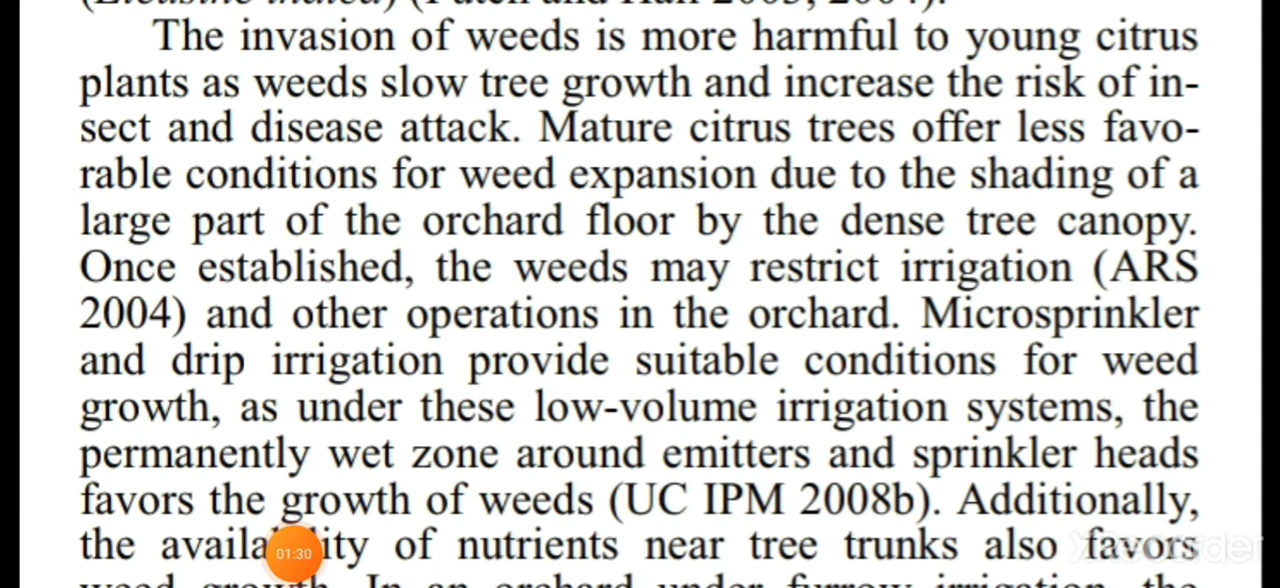 The invasion of weeds is more harmful to young citrus
plants as weeds slow tree growth and increase the risk of in-
sect and disease attack. Mature citrus trees offer less favo-
rable conditions for weed expansion due to the shading of a
large part of the orchard floor by the dense tree canopy.
Once established, the weeds may restrict irrigation (ARS
2004) and other operations in the orchard. Microsprinkler
and drip irrigation provide suitable conditions for weed
growth, as under these low-volume irrigation systems, the
permanently wet zone around emitters and sprinkler heads
favors the growth of weeds (UC IPM 2008b). Additionally,
the availability of nutrients near tree trunks also favors
01:30
XRecorder